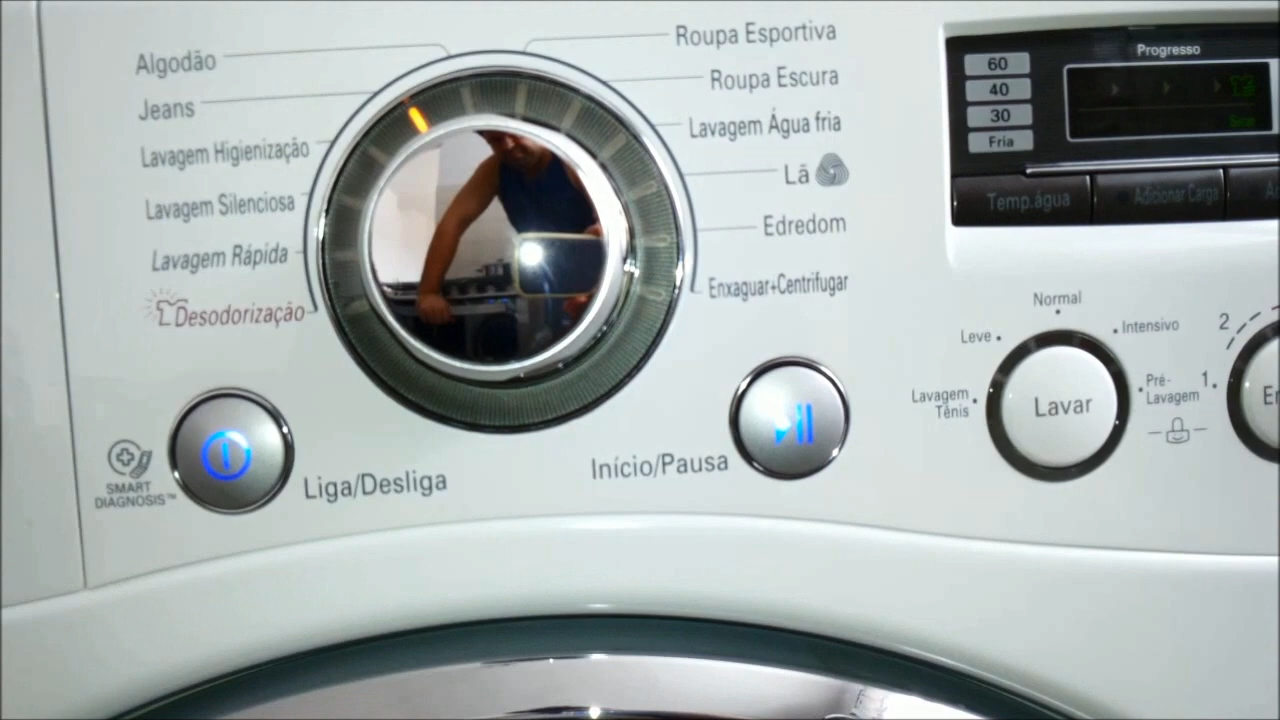 Algodão
Jeans
Lavagem Higienização
Lavagem Silenciosa
Lavagem Rápida
Desodorização
Roupa Esportiva
Roupa Escura
Lavagem Água fria
Lã
Edredom
Enxaguar+Centrifugar
SMART
DIAGNOSIS™
Liga/Desliga
Início/Pausa
Progresso
60
40
30
Fria
Temp.água
Adicionar Carga
Normal
Leve
Intensivo
Lavagem
Tênis
Pré-
Lavagem
Lavar
2
1